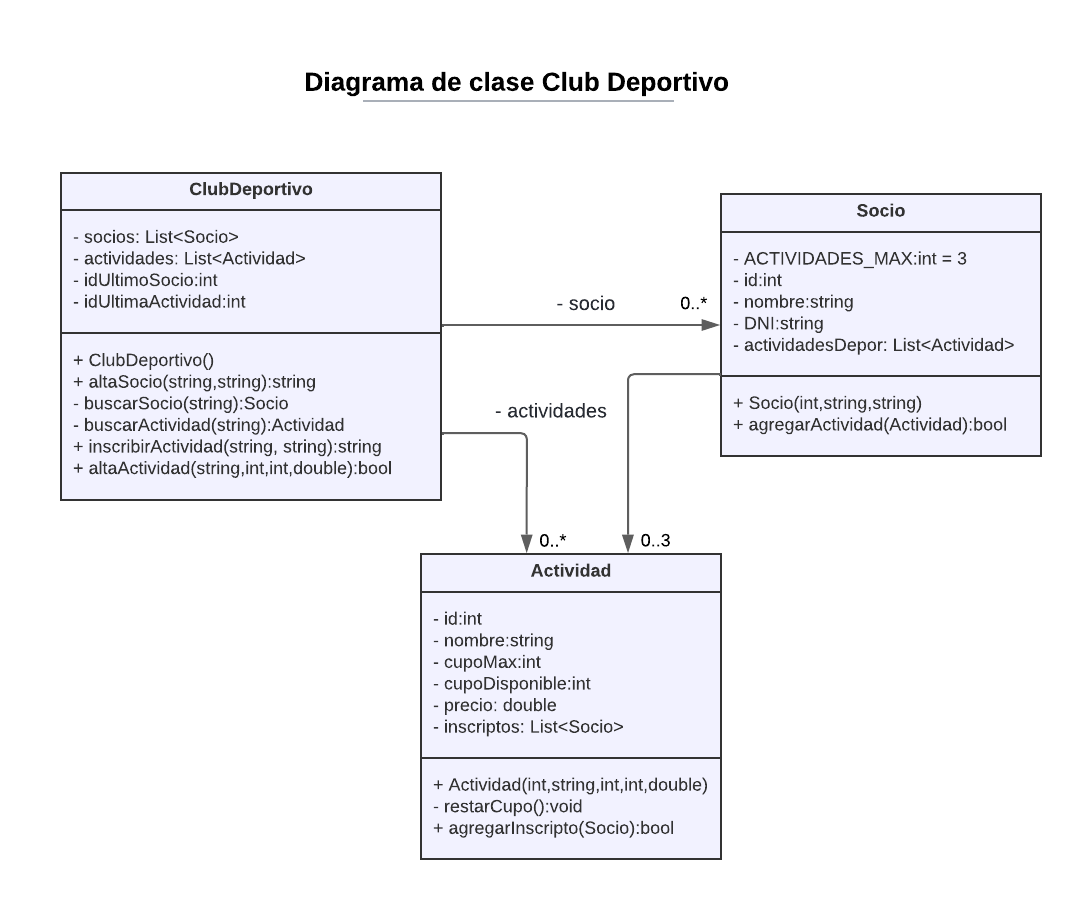 Diagrama de clase Club Deportivo
ClubDeportivo
- socios: List<Socio>
- actividades: List<Actividad>
- idUltimoSocio:int
- idUltimaActividad:int
+ ClubDeportivo()
+ altaSocio(string,string):string
- buscarSocio(string):Socio
- buscarActividad(string):Actividad
+ inscribirActividad(string, string):string
+ altaActividad(string,int,int,double):bool
- socio
0..*
Socio
- ACTIVIDADES_MAX:int = 3
- id:int
- nombre:string
- DNI:string
- actividadesDepor: List<Actividad>
+ Socio(int,string,string)
+ agregarActividad(Actividad):bool
- actividades
0..*
0..3
Actividad
- id:int
- nombre:string
- cupoMax:int
- cupoDisponible:int
- precio: double
- inscriptos: List<Socio>
+ Actividad(int,string,int,int,double)
- restarCupo():void
+ agregarInscripto(Socio):bool